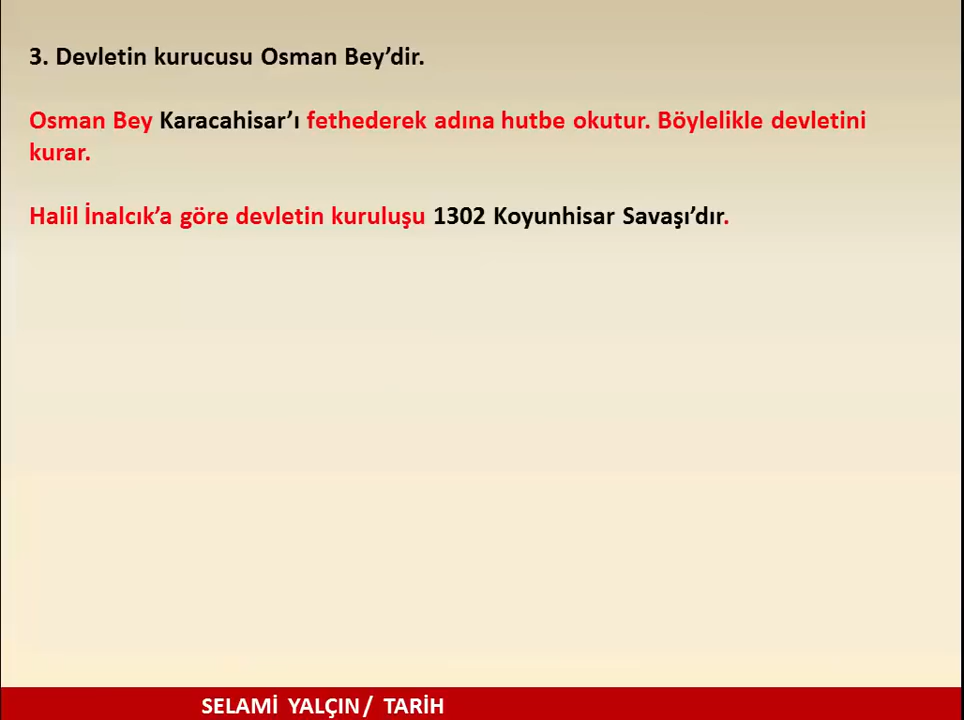 3. Devletin kurucusu Osman Bey’dir.
Osman Bey Karacahisar’ı fethederek adına hutbe okutur. Böylelikle devletini
kurar.
Halil İnalcık’a göre devletin kuruluşu 1302 Koyunhisar Savaşı’dır.
SELAMİ YALÇIN/ TARİH